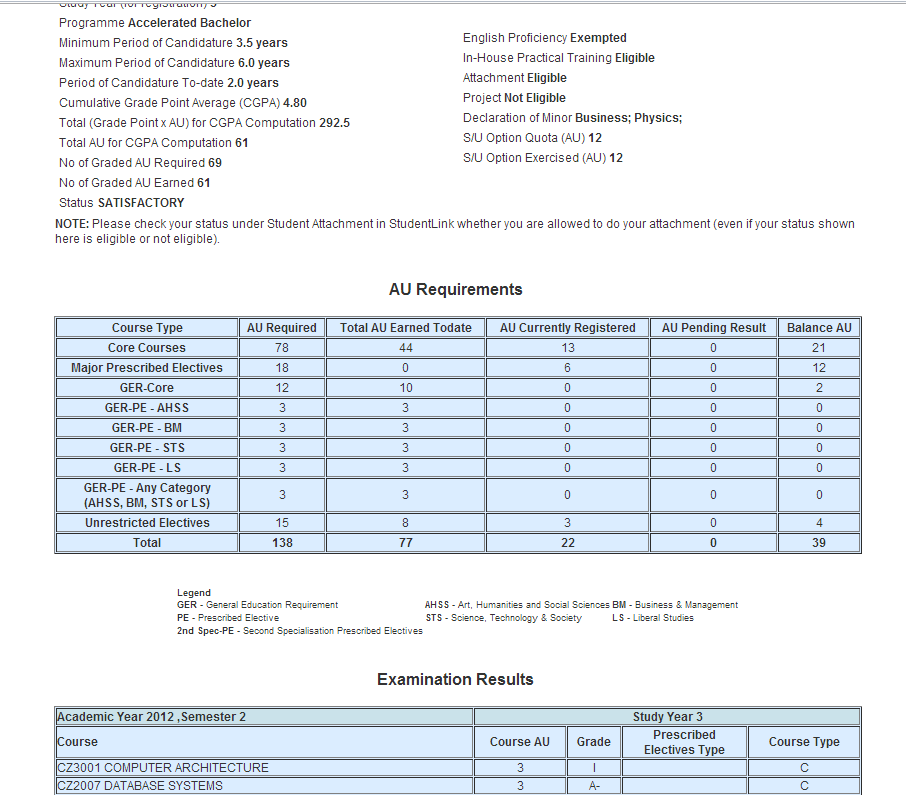 Study Year (for registration) 3
Programme Accelerated Bachelor
Minimum Period of Candidature 3.5 years
Maximum Period of Candidature 6.0 years
Period of Candidature To-date 2.0 years
Cumulative Grade Point Average (CGPA) 4.80
Total (Grade Point x AU) for CGPA Computation 292.5
Total AU for CGPA Computation 61
No of Graded AU Required 69
No of Graded AU Earned 61
Status SATISFACTORY
English Proficiency Exempted
In-House Practical Training Eligible
Attachment Eligible
Project Not Eligible
Declaration of Minor Business; Physics;
S/U Option Quota (AU) 12
S/U Option Exercised (AU) 12
NOTE: Please check your status under Student Attachment in StudentLink whether you are allowed to do your attachment (even if your status shown
here is eligible or not eligible).
AU Requirements
Course Type AU Required Total AU Earned Todate AU Currently Registered AU Pending Result Balance AU
Core Courses 78 44 13 0 21
Major Prescribed Electives 18 0 6 0 12
GER-Core 12 10 0 0 2
GER-PE - AHSS 3 3 0 0 0
GER-PE - BM 3 3 0 0 0
GER-PE - STS 3 3 0 0 0
GER-PE - LS 3 3 0 0 0
GER-PE - Any Category
(AHSS, BM, STS or LS) 3 3 0 0 0
Unrestricted Electives 15 8 3 0 4
Total 138 77 22 0 39
Legend
GER - General Education Requirement AHSS - Art, Humanities and Social Sciences BM - Business & Management
PE - Prescribed Elective STS - Science, Technology & Society LS - Liberal Studies
2nd Spec-PE - Second Specialisation Prescribed Electives
Examination Results
Academic Year 2012 ,Semester 2 Study Year 3
Course Course AU Grade Prescribed
Electives Type Course Type
CZ3001 COMPUTER ARCHITECTURE 3 I C
CZ2007 DATABASE SYSTEMS 3 A- C